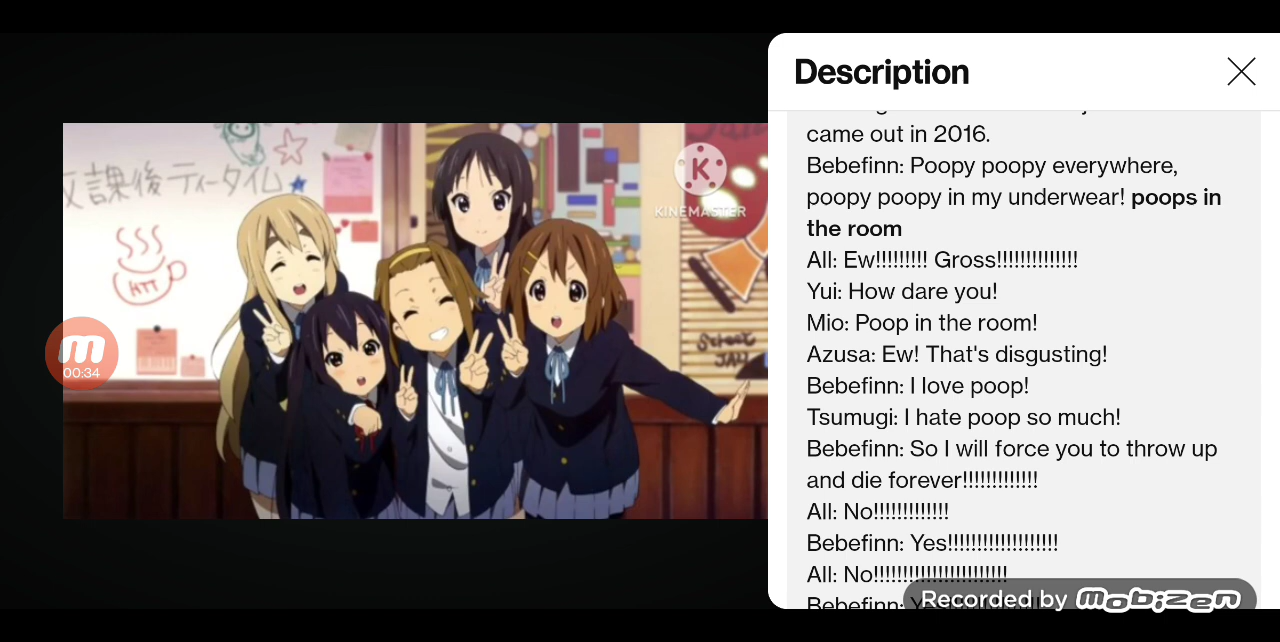 Description
came out in 2016.
Bebefinn: Poopy poopy everywhere,
poopy poopy in my underwear! poops in
the room
All: Ew!!!!!!!!! Gross!!!!!!!!!!!!!!
Yui: How dare you!
Mio: Poop in the room!
Azusa: Ew! That's disgusting!
Bebefinn: I love poop!
Tsumugi: I hate poop so much!
Bebefinn: So I will force you to throw up
and die forever!!!!!!!!!!!!!
All: No!!!!!!!!!!!!!
Bebefinn: Yes!!!!!!!!!!!!!!!!!!!
All: No!!!!!!!!!!!!!!!!!!!!!!!
Bebefinn:
Recorded by mobizen
放課後ティータイム
HTT
K
KINEMASTER
m
00:34